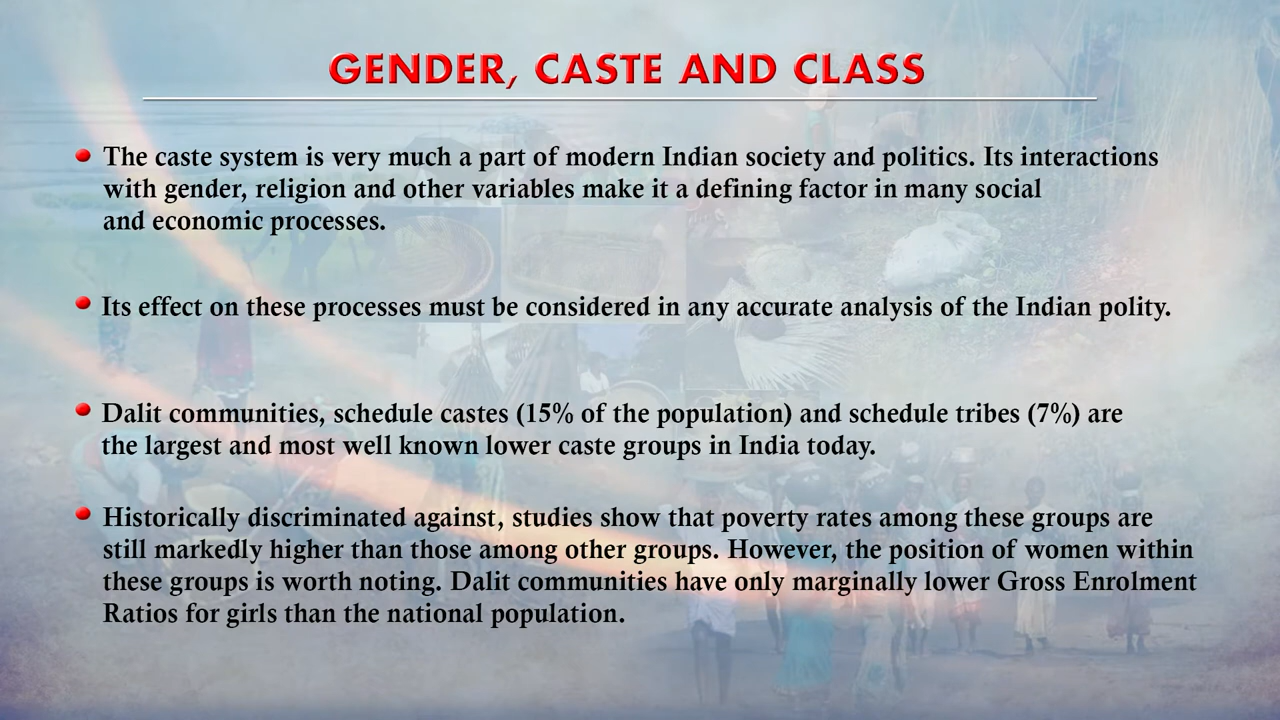 GENDER, CASTE AND CLASS
The caste system is very much a part of modern Indian society and politics. Its interactions
with gender, religion and other variables make it a defining factor in many social
and economic processes.
Its effect on these processes must be considered in any accurate analysis of the Indian polity.
Dalit communities, schedule castes (15% of the population) and schedule tribes (7%) are
the largest and most well known lower caste groups in India today.
Historically discriminated against, studies show that poverty rates among these groups are
still markedly higher than those among other groups. However, the position of women within
these groups is worth noting. Dalit communities have only marginally lower Gross Enrolment
Ratios for girls than the national population.